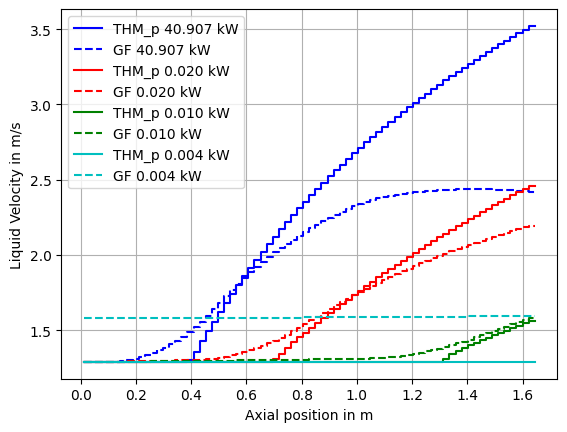 3.5
3.0
2.5
2.0
1.5
Liquid Velocity in m/s
THM_p 40.907 kW
GF 40.907 kW
THM_p 0.020 kW
GF 0.020 kW
THM_p 0.010 kW
GF 0.010 kW
THM_p 0.004 kW
GF 0.004 kW
0.0 0.2 0.4 0.6 0.8 1.0 1.2 1.4 1.6
Axial position in m